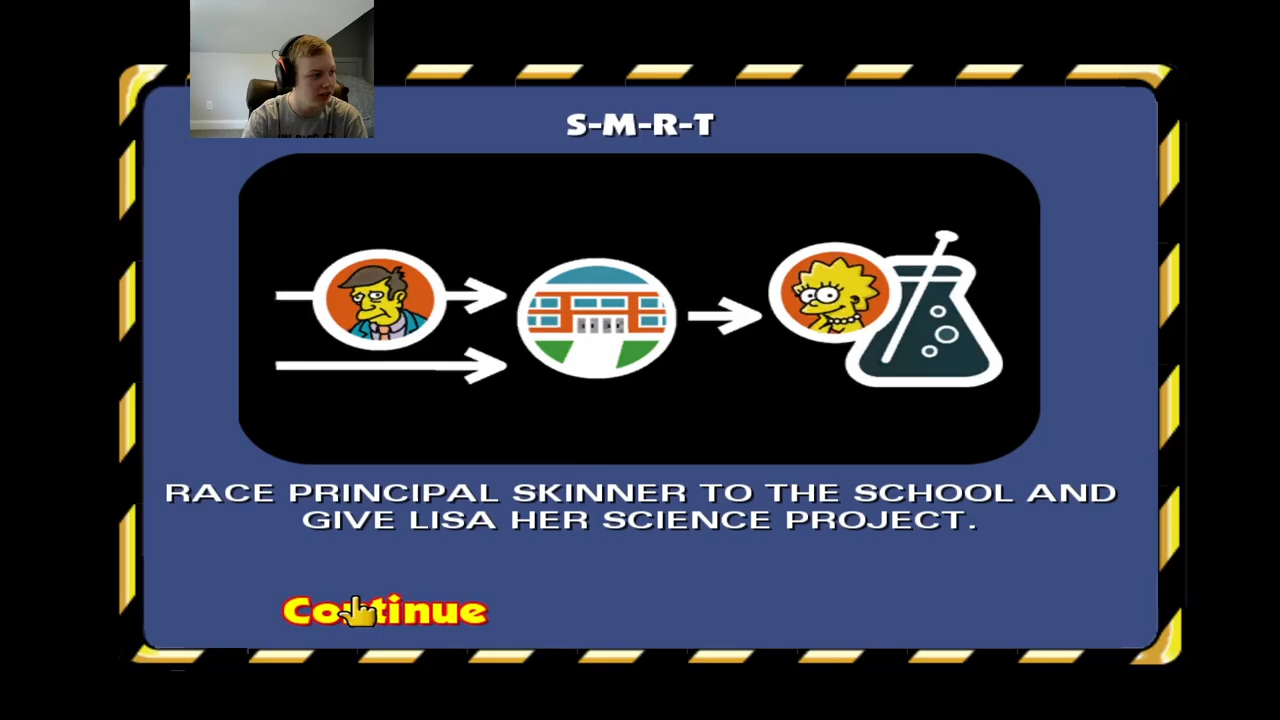 S-M-R-T
RACE PRINCIPAL SKINNER TO THE SCHOOL AND
GIVE LISA HER SCIENCE PROJECT.
Continue